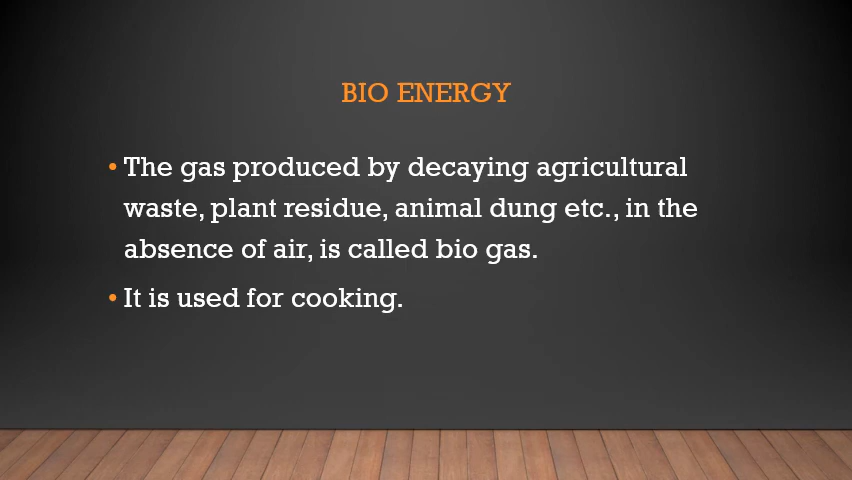 BIO ENERGY
• The gas produced by decaying agricultural
waste, plant residue, animal dung etc., in the
absence of air, is called bio gas.
• It is used for cooking.